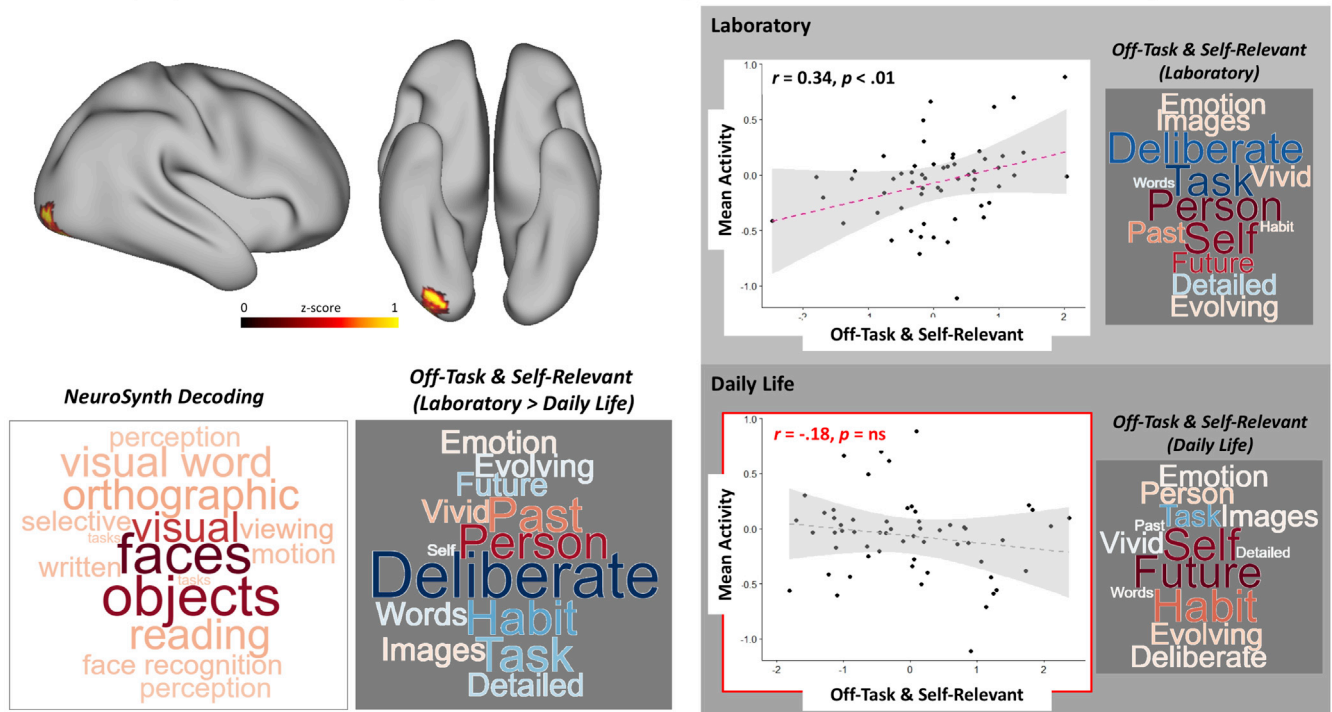 0 z-score 1
NeuroSynth Decoding
perception
visual word
orthographic
selective visual viewing
tasks
faces motion
written tasks
objects
reading
face recognition
perception
Off-Task & Self-Relevant
(Laboratory > Daily Life)
Emotion
Evolving
Future
Vivid Past
Self Person
Deliberate
Words Habit
Images Task
Detailed
Laboratory
r = 0.34, p < .01
Mean Activity
1.0
0.5
0.0
-0.5
-1.0
-2 -1 0 1 2
Off-Task & Self-Relevant
Off-Task & Self-Relevant
(Laboratory)
Emotion
Images
Deliberate
Words Task Vivid
Person
Past Self Habit
Future
Detailed
Evolving
Daily Life
r = -.18, p = ns
Mean Activity
1.0
0.5
0.0
-0.5
-1.0
-2 -1 0 1 2
Off-Task & Self-Relevant
Off-Task & Self-Relevant
(Daily Life)
Emotion
Person
Past Task Images
Vivid Self Detailed
Future
Words Habit
Evolving
Deliberate